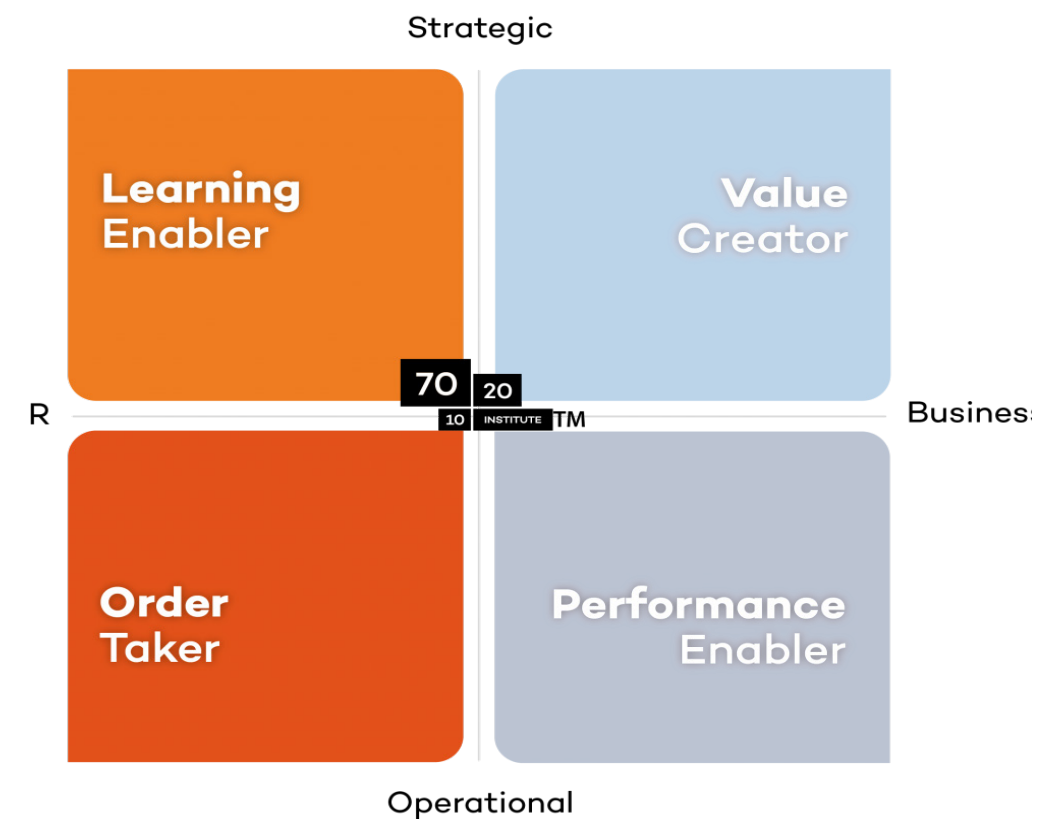 Strategic
Learning
Enabler
Value
Creator
70
20
10
INSTITUTE
TM
R
Business
Order
Taker
Performance
Enabler
Operational